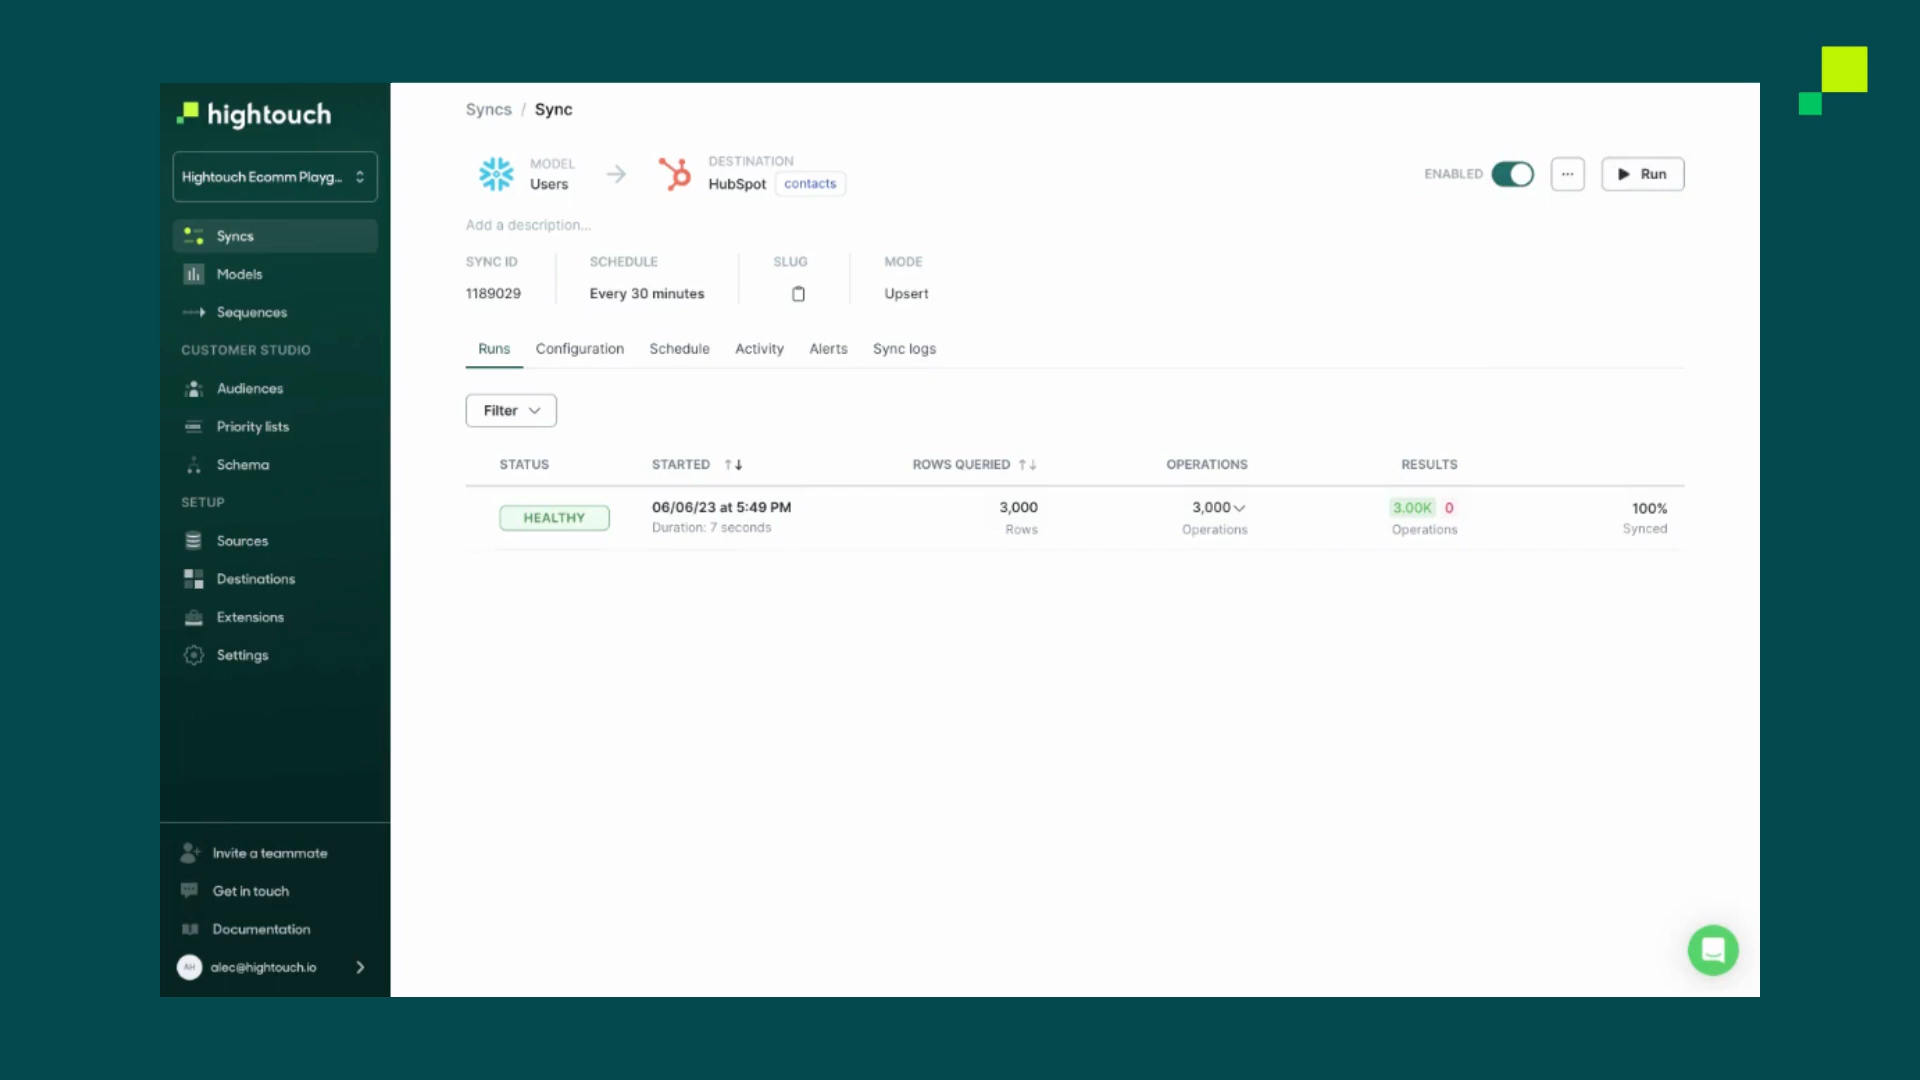 hightouch
Hightouch Ecomm Playg...
Syncs
Models
Sequences
CUSTOMER STUDIO
Audiences
Priority lists
Schema
SETUP
Sources
Destinations
Extensions
Settings
Invite a teammate
Get in touch
Documentation
AH alec@hightouch.io
Syncs / Sync
MODEL
Users
DESTINATION
HubSpot contacts
ENABLED
... Run
Add a description...
SYNC ID SCHEDULE SLUG MODE
1189029 Every 30 minutes Upsert
Runs Configuration Schedule Activity Alerts Sync logs
Filter
STATUS STARTED ROWS QUERIED OPERATIONS RESULTS
HEALTHY 06/06/23 at 5:49 PM 3,000 3,000 3.00K 0 100%
Duration: 7 seconds Rows Operations Operations Synced